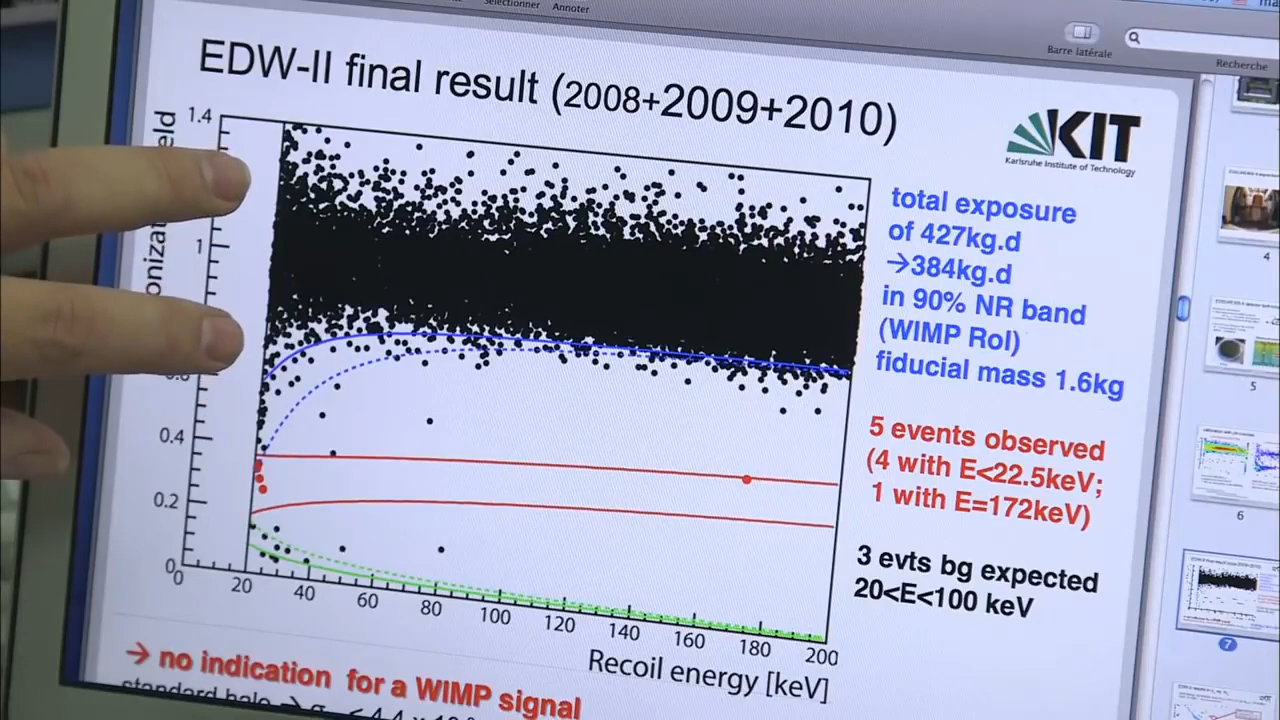 Sélectionner
Annoter
Barre latérale
Recherche
EDW-II final result (2008+2009+2010)
KIT
Karlsruhe Institute of Technology
1.4
1
0.4
0.2
0
0
20
40
60
80
100
120
140
160
180
200
Recoil energy [keV]
total exposure
of 427kg.d
→384kg.d
in 90% NR band
(WIMP RoI)
fiducial mass 1.6kg
5 events observed
(4 with E<22.5keV;
1 with E=172keV)
3 evts bg expected
20<E<100 keV
→ no indication for a WIMP signal
standard halo →
4
5
6
7